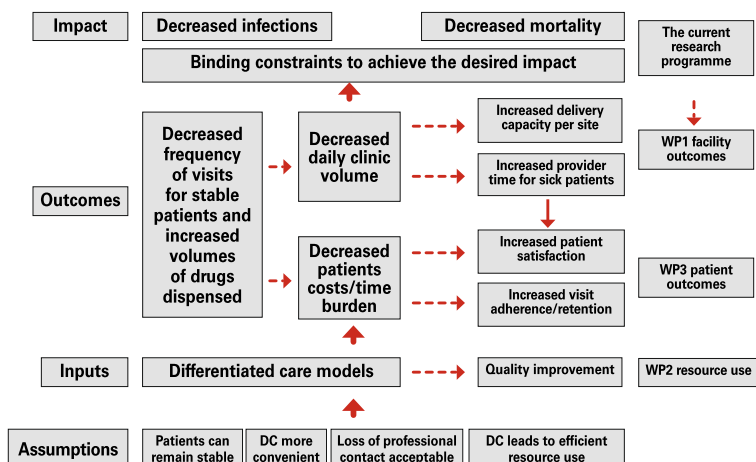 Impact
Decreased infections
Decreased mortality
The current
research
programme
Binding constraints to achieve the desired impact
Outcomes
Decreased
frequency
of visits
for stable
patients and
increased
volumes
of drugs
dispensed
Decreased
daily clinic
volume
Increased delivery
capacity per site
Increased provider
time for sick patients
WP1 facility
outcomes
Decreased
patients
costs/time
burden
Increased patient
satisfaction
Increased visit
adherence/retention
WP3 patient
outcomes
Inputs
Differentiated care models
Quality improvement
WP2 resource use
Assumptions
Patients can
remain stable
DC more
convenient
Loss of professional
contact acceptable
DC leads to efficient
resource use